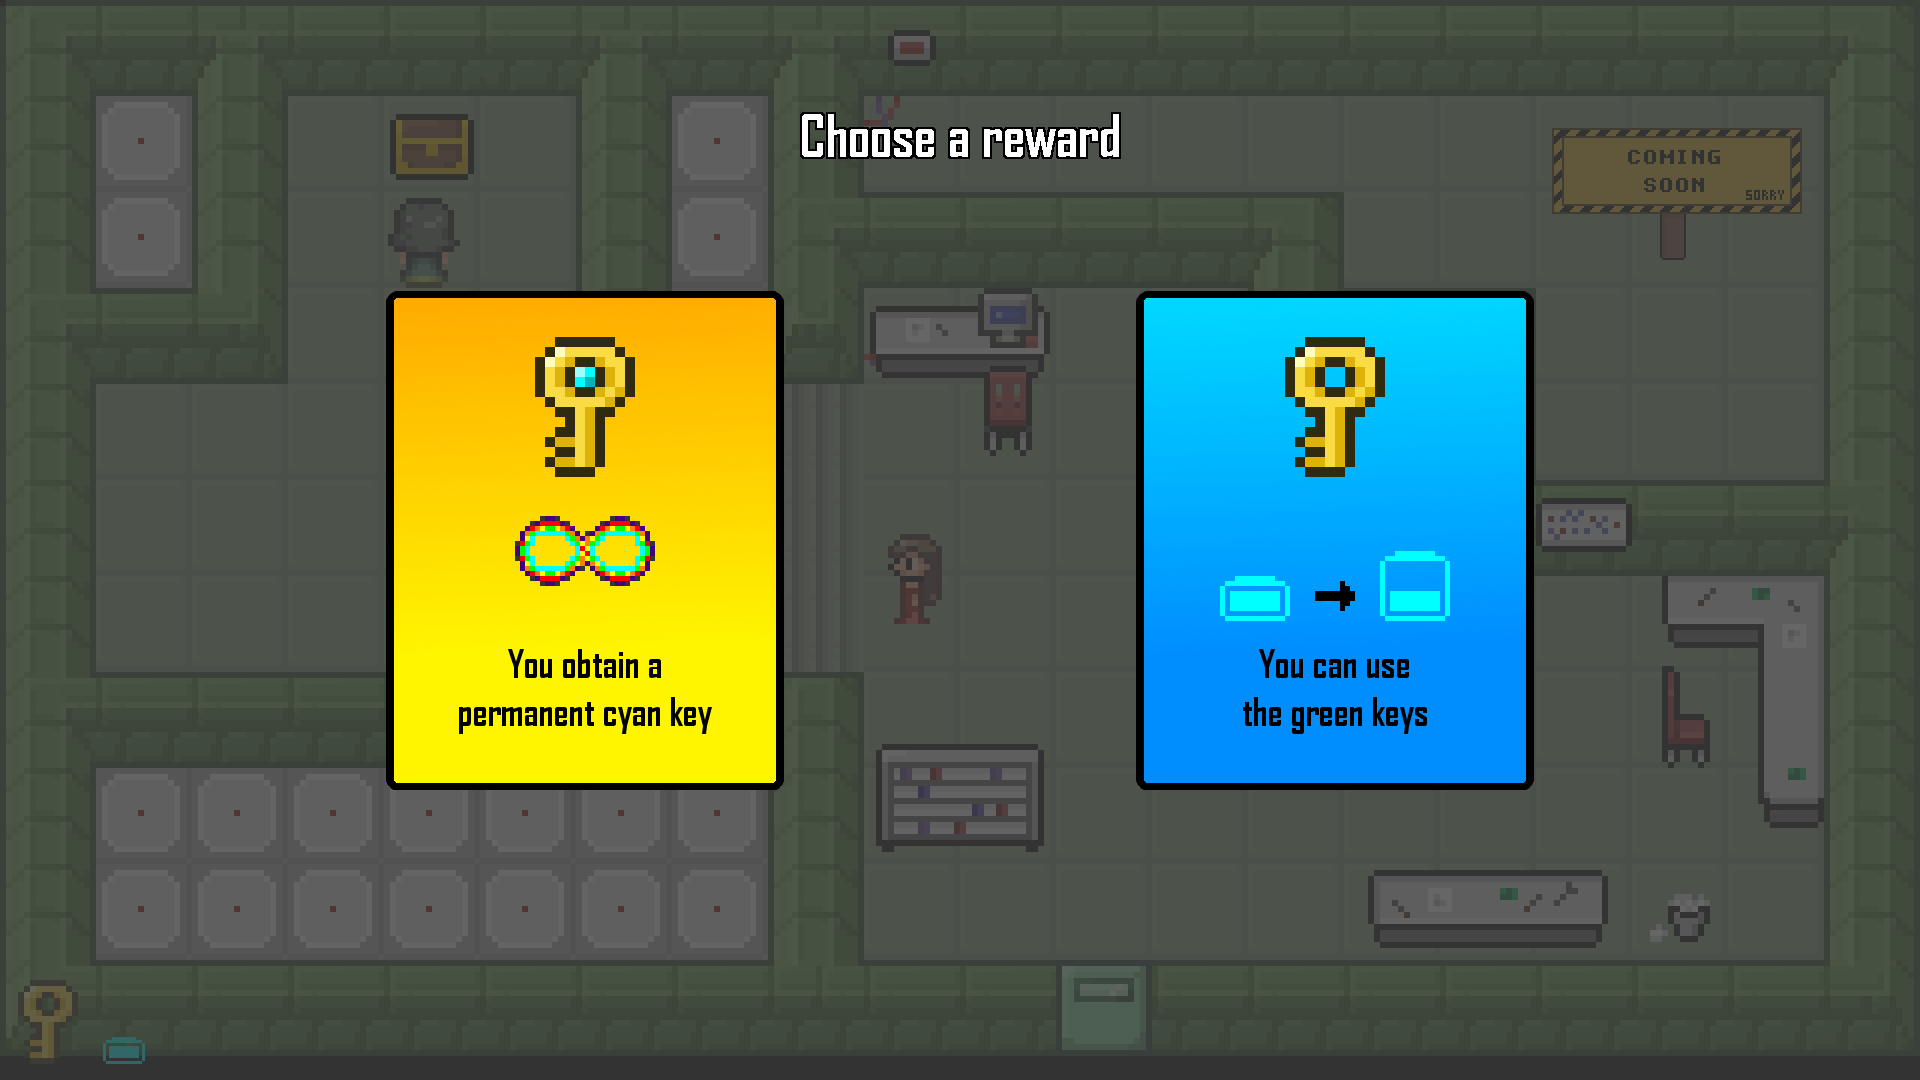 Choose a reward
COMING
SOON
SORRY
You obtain a
permanent cyan key
You can use
the green keys